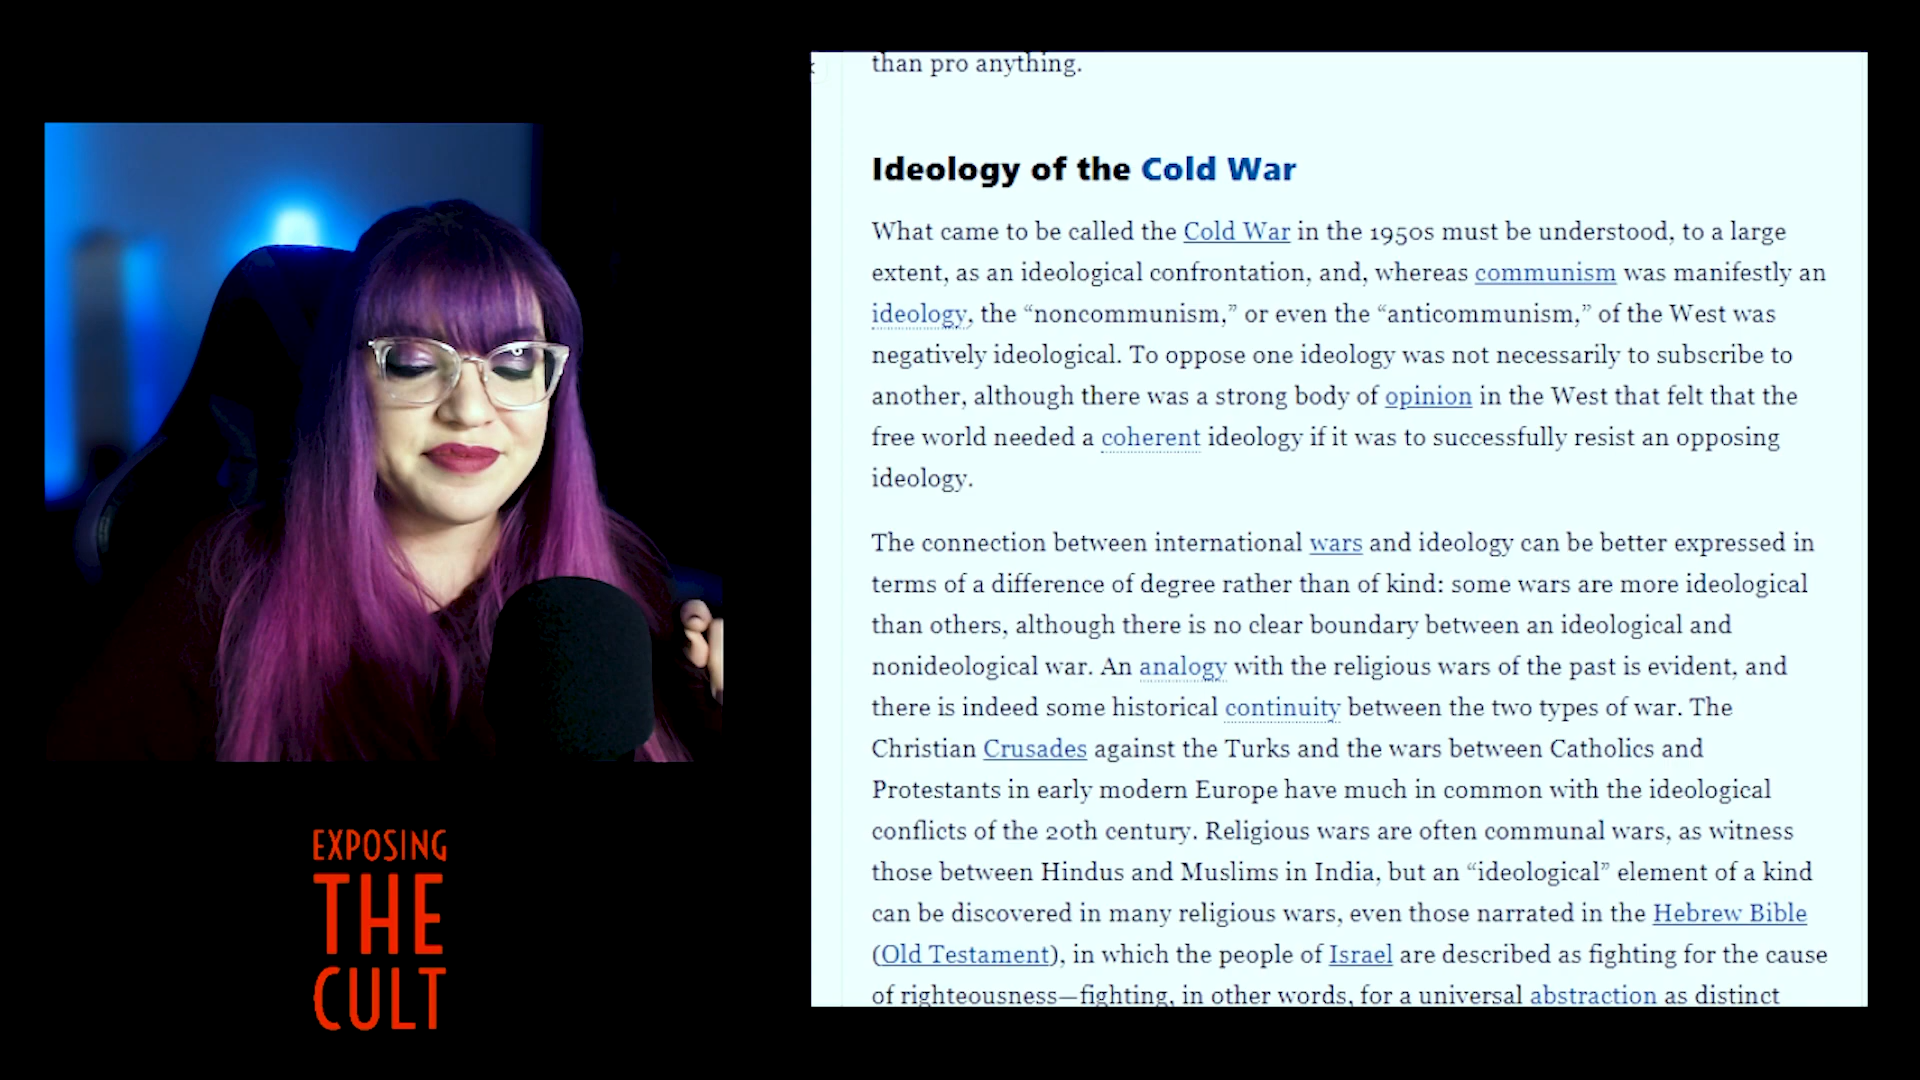 than pro anything.
Ideology of the Cold War
What came to be called the Cold War in the 1950s must be understood, to a large
extent, as an ideological confrontation, and, whereas communism was manifestly an
ideology, the “noncommunism,” or even the “anticommunism,” of the West was
negatively ideological. To oppose one ideology was not necessarily to subscribe to
another, although there was a strong body of opinion in the West that felt that the
free world needed a coherent ideology if it was to successfully resist an opposing
ideology.
The connection between international wars and ideology can be better expressed in
terms of a difference of degree rather than of kind: some wars are more ideological
than others, although there is no clear boundary between an ideological and
nonideological war. An analogy with the religious wars of the past is evident, and
there is indeed some historical continuity between the two types of war. The
Christian Crusades against the Turks and the wars between Catholics and
Protestants in early modern Europe have much in common with the ideological
conflicts of the 20th century. Religious wars are often communal wars, as witness
those between Hindus and Muslims in India, but an “ideological” element of a kind
can be discovered in many religious wars, even those narrated in the Hebrew Bible
(Old Testament), in which the people of Israel are described as fighting for the cause
of righteousness—fighting, in other words, for a universal abstraction as distinct
EXPOSING
THE
CULT